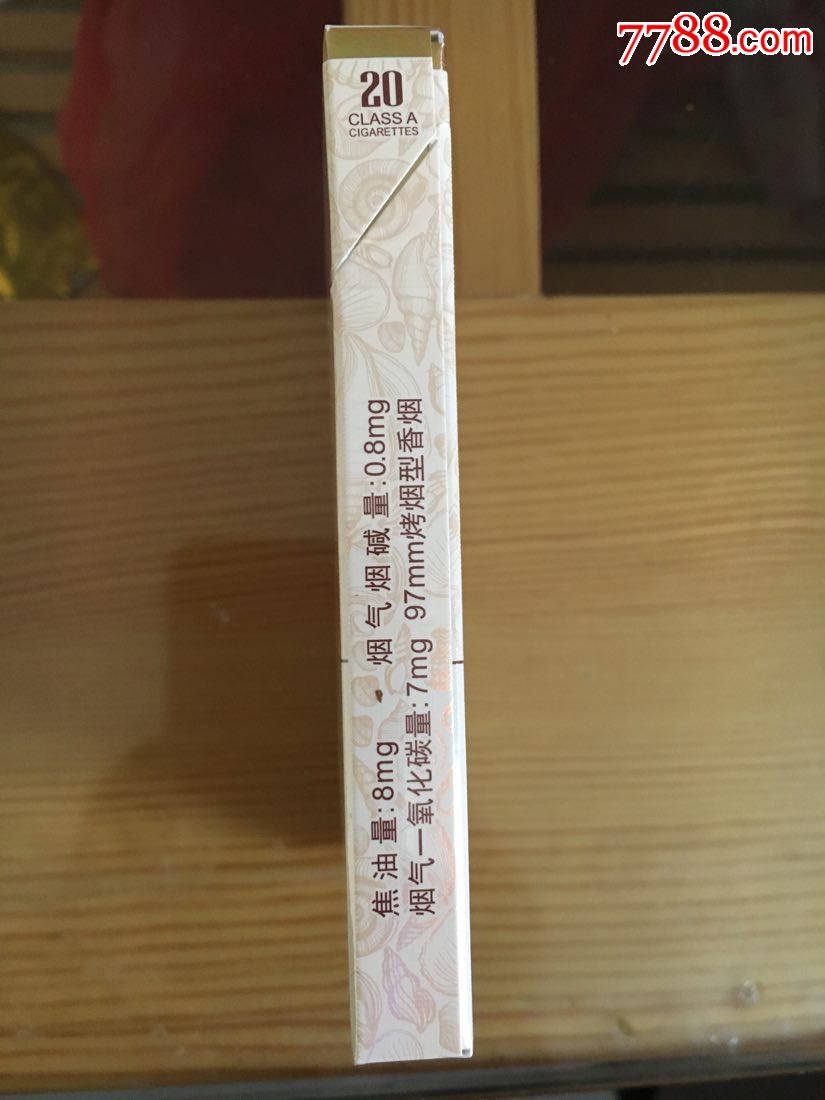 7788.com
20
CLASS A
CIGARETTES
焦油量:8mg 烟气烟碱量:0.8mg
烟气一氧化碳量:7mg 97mm烤烟型香烟